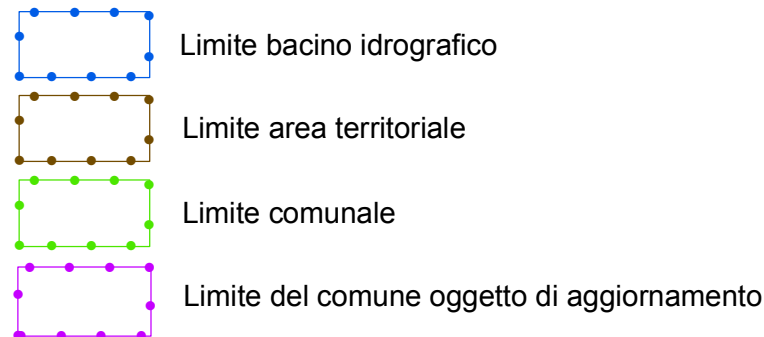 Limite bacino idrografico
Limite area territoriale
Limite comunale
Limite del comune oggetto di aggiornamento